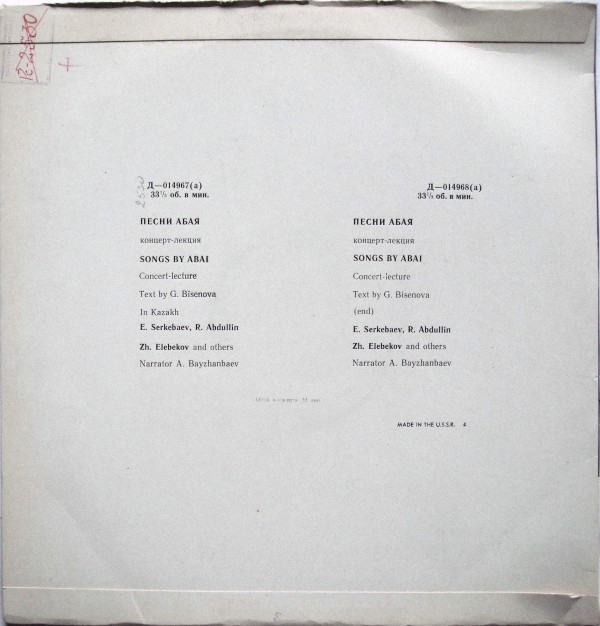 Д—014967(а)
33⅓ об. в мин.
ПЕСНИ АБАЯ
концерт-лекция
SONGS BY ABAI
Concert-lecture
Text by G. Bisenova
In Kazakh
E. Serkebaev, R. Abdullin
Zh. Elebekov and others
Narrator A. Bayzhanbaev
Д—014968(а)
33⅓ об. в мин.
ПЕСНИ АБАЯ
концерт-лекция
SONGS BY ABAI
Concert-lecture
Text by G. Bisenova
(end)
E. Serkebaev, R. Abdullin
Zh. Elebekov and others
Narrator A. Bayzhanbaev
MADE IN THE U.S.S.R. 4